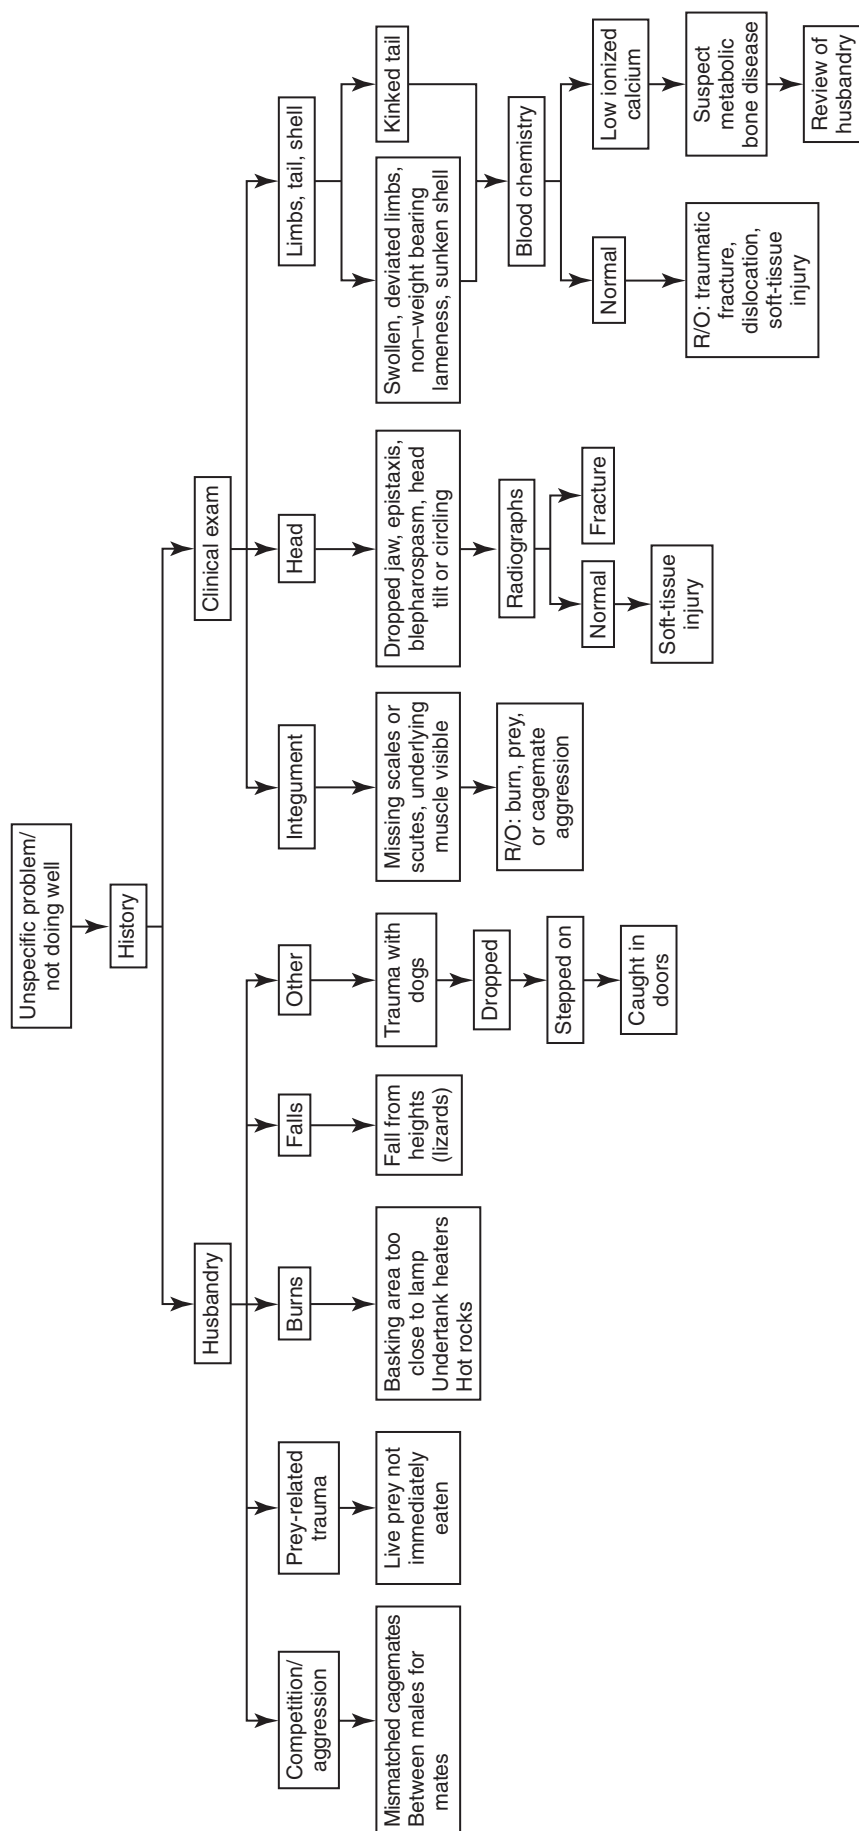 Unspecific problem/
not doing well
History
Husbandry
Clinical exam
Competition/
aggression
Prey-related
trauma
Burns
Falls
Other
Integument
Head
Limbs, tail, shell
Mismatched cagemates
Between males for
mates
Live prey not
immediately
eaten
Basking area too
close to lamp
Undertank heaters
Hot rocks
Fall from
heights
(lizards)
Trauma with
dogs
Dropped
Stepped on
Caught in
doors
Missing scales or
scutes, underlying
muscle visible
R/O: burn, prey,
or cagemate
aggression
Dropped jaw, epistaxis,
blepharospasm, head
tilt or circling
Radiographs
Normal
Fracture
Soft-tissue
injury
Swollen, deviated limbs,
non–weight bearing
lameness, sunken shell
Kinked tail
Blood chemistry
Normal
Low ionized
calcium
R/O: traumatic
fracture,
dislocation,
soft-tissue
injury
Suspect
metabolic
bone disease
Review of
husbandry